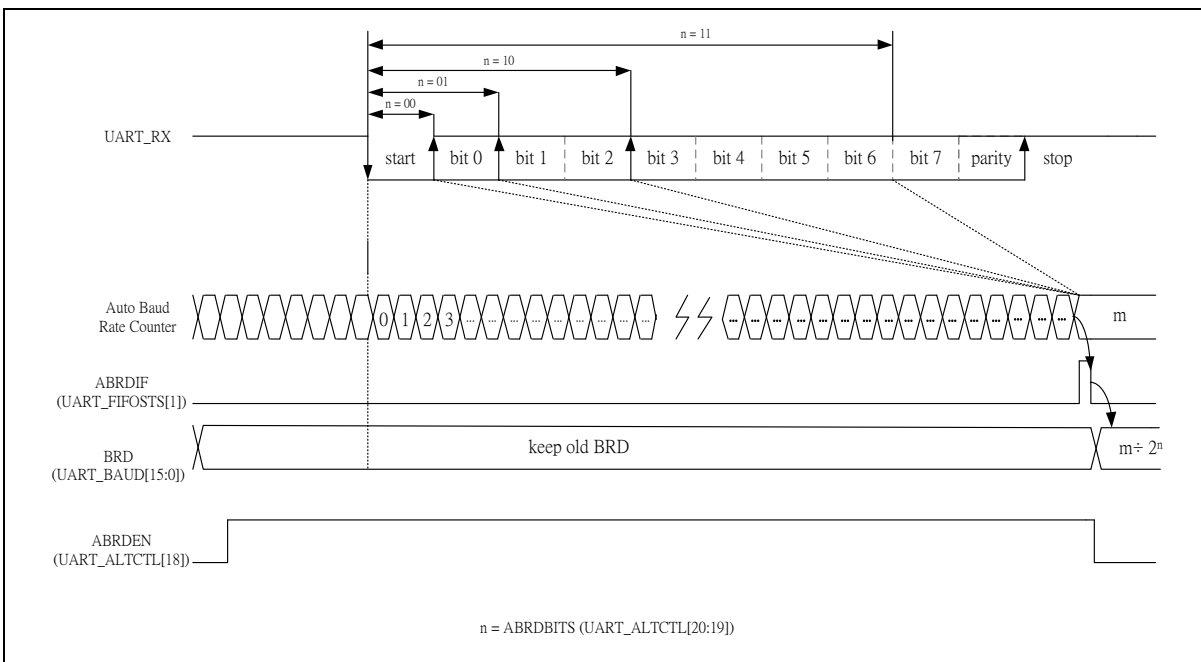 n = 11
n = 10
n = 01
n = 00
UART_RX
start bit 0 bit 1 bit 2 bit 3 bit 4 bit 5 bit 6 bit 7 parity stop
Auto Baud
Rate Counter
0 1 2 3 ... ... ... ... ... ... ... ... ... ... ... ... ... ... ... ... ... ... ... ... m
ABRDIF
(UART_FIFOSTS[1])
BRD
(UART_BAUD[15:0])
keep old BRD
m÷ 2ⁿ
ABRDEN
(UART_ALTCTL[18])
n = ABRDBITS (UART_ALTCTL[20:19])